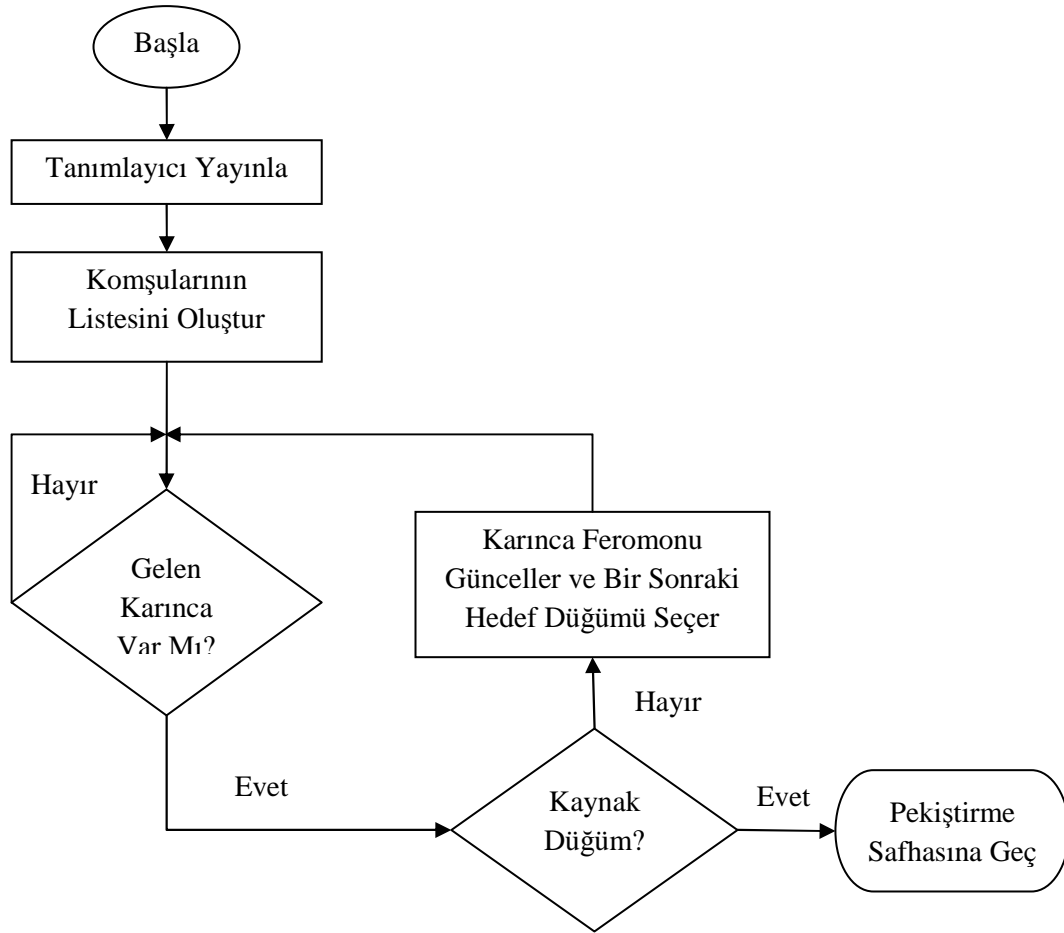 Başla
Tanımlayıcı Yayınla
Komşularının
Listesini Oluştur
Hayır
Gelen
Karınca
Var Mı?
Karınca Feromonu
Günceller ve Bir Sonraki
Hedef Düğümü Seçer
Hayır
Evet
Kaynak
Düğüm?
Evet
Pekiştirme
Safhasına Geç